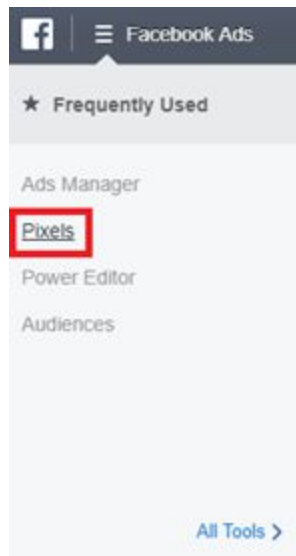 Facebook Ads
Frequently Used
Ads Manager
Pixels
Power Editor
Audiences
All Tools